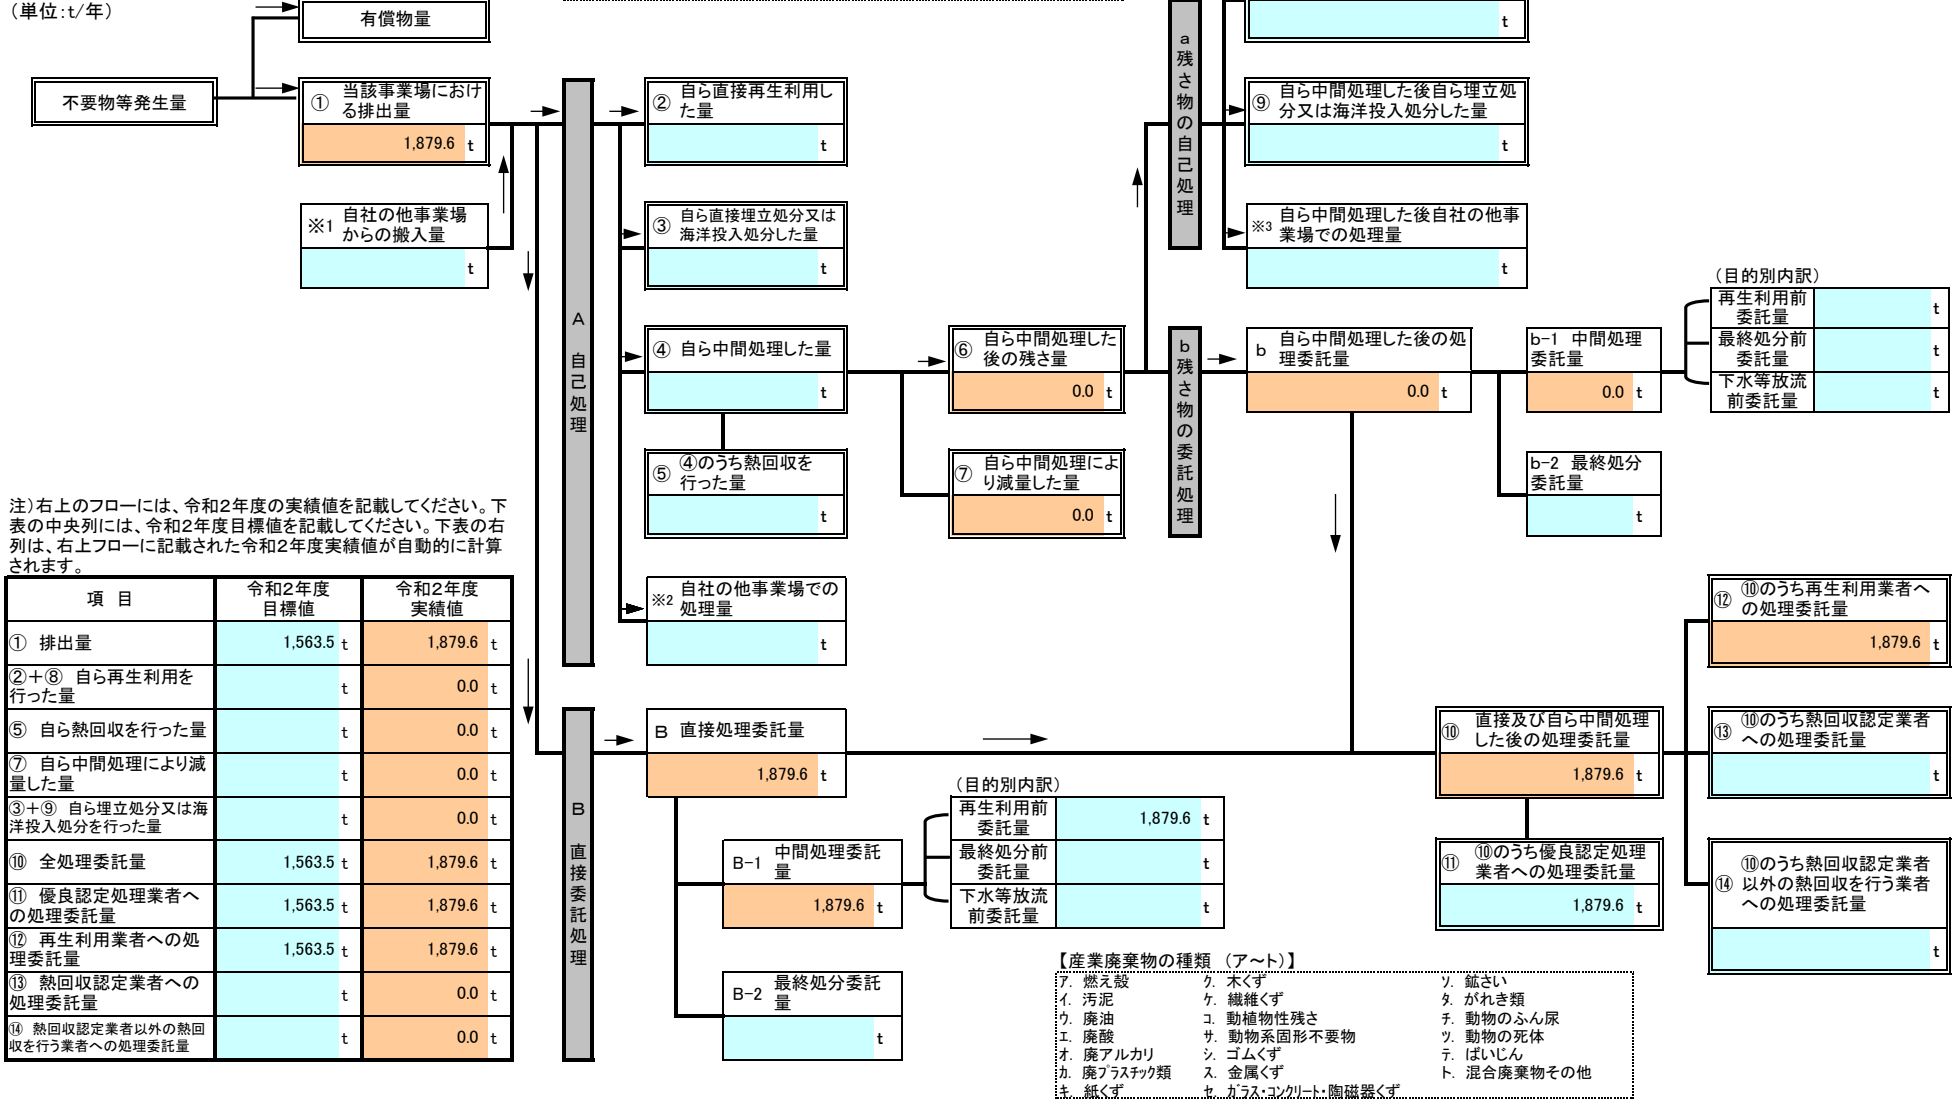 （単位：ｔ/年）
有償物量
不要物等発生量
① 当該事業場におけ
る排出量
1,879.6 t
※1 自社の他事業場
からの搬入量
t
A 自己処理
② 自ら直接再生利用し
た量
t
③ 自ら直接埋立処分又は
海洋投入処分した量
t
④ 自ら中間処理した量
t
⑤ ④のうち熱回収を
行った量
t
※2 自社の他事業場での
処理量
t
⑥ 自ら中間処理した
後の残さ量
0.0 t
⑦ 自ら中間処理によ
り減量した量
0.0 t
a 残さ物の自己処理
t
⑨ 自ら中間処理した後自ら埋立処
分又は海洋投入処分した量
t
※3 自ら中間処理した後自社の他事
業場での処理量
t
b 残さ物の委託処理
b 自ら中間処理した後の処
理委託量
0.0 t
b-1 中間処理
委託量
0.0 t
b-2 最終処分
委託量
t
（目的別内訳）
再生利用前
委託量
t
最終処分前
委託量
t
下水等放流
前委託量
t
注）右上のフローには、令和２年度の実績値を記載してください。下
表の中央列には、令和２年度目標値を記載してください。下表の右
列は、右上フローに記載された令和２年度実績値が自動的に計算
されます。
項 目
令和２年度
目標値
令和２年度
実績値
① 排出量 1,563.5 t 1,879.6 t
②＋⑧ 自ら再生利用を
行った量 t 0.0 t
⑤ 自ら熱回収を行った量 t 0.0 t
⑦ 自ら中間処理により減
量した量 t 0.0 t
③＋⑨ 自ら埋立処分又は海
洋投入処分を行った量 t 0.0 t
⑩ 全処理委託量 1,563.5 t 1,879.6 t
⑪ 優良認定処理業者へ
の処理委託量 1,563.5 t 1,879.6 t
⑫ 再生利用業者への処
理委託量 1,563.5 t 1,879.6 t
⑬ 熱回収認定業者への
処理委託量 t 0.0 t
⑭ 熱回収認定業者以外の熱回
収を行う業者への処理委託量 t 0.0 t
B 直接委託処理
B 直接処理委託量
1,879.6 t
B-1 中間処理委託
量
1,879.6 t
B-2 最終処分委託
量
t
（目的別内訳）
再生利用前
委託量
1,879.6 t
最終処分前
委託量
t
下水等放流
前委託量
t
⑩ 直接及び自ら中間処理
した後の処理委託量
1,879.6 t
⑪ ⑩のうち優良認定処理
業者への処理委託量
1,879.6 t
⑫ ⑩のうち再生利用業者へ
の処理委託量
1,879.6 t
⑬ ⑩のうち熱回収認定業者
への処理委託量
t
⑭ ⑩のうち熱回収認定業者
以外の熱回収を行う業者
への処理委託量
t
【産業廃棄物の種類 （ア～ト）】
ｱ. 燃え殻 ｸ. 木くず ｿ. 鉱さい
ｲ. 汚泥 ｹ. 繊維くず ﾀ. がれき類
ｳ. 廃油 ｺ. 動植物性残さ ﾁ. 動物のふん尿
ｴ. 廃酸 ｻ. 動物系固形不要物 ﾂ. 動物の死体
ｵ. 廃アルカリ ｼ. ゴムくず ﾃ. ばいじん
ｶ. 廃ﾌﾟﾗｽﾁｯｸ類 ｽ. 金属くず ﾄ. 混合廃棄物その他
ｷ. 紙くず ｾ. ｶﾞﾗｽ・ｺﾝｸﾘｰﾄ・陶磁器くず